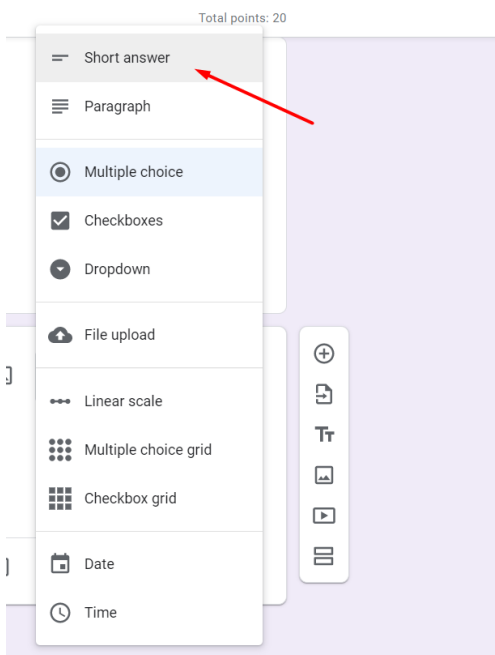 Total points: 20
Short answer
Paragraph
Multiple choice
Checkboxes
Dropdown
File upload
Linear scale
Multiple choice grid
Checkbox grid
Date
Time